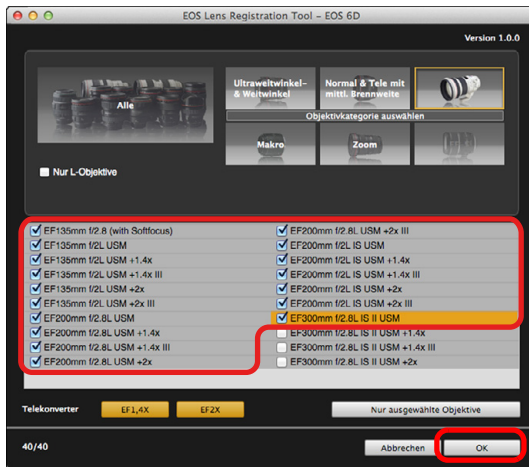 EOS Lens Registration Tool – EOS 6D
Version 1.0.0
Alle
Ultraweitwinkel–
& Weitwinkel
Normal & Tele mit
mittl. Brennweite
Objektivkategorie auswählen
Makro
Zoom
Nur L-Objektive
EF135mm f/2.8 (with Softfocus)
EF135mm f/2L USM
EF135mm f/2L USM +1.4x
EF135mm f/2L USM +1.4x III
EF135mm f/2L USM +2x
EF135mm f/2L USM +2x III
EF200mm f/2.8L USM
EF200mm f/2.8L USM +1.4x
EF200mm f/2.8L USM +1.4x III
EF200mm f/2.8L USM +2x
EF200mm f/2.8L USM +2x III
EF200mm f/2L IS USM
EF200mm f/2L IS USM +1.4x
EF200mm f/2L IS USM +1.4x III
EF200mm f/2L IS USM +2x
EF200mm f/2L IS USM +2x III
EF300mm f/2.8L IS II USM
EF300mm f/2.8L IS II USM +1.4x
EF300mm f/2.8L IS II USM +1.4x III
EF300mm f/2.8L IS II USM +2x
Telekonverter
EF1,4X
EF2X
Nur ausgewählte Objektive
40/40
Abbrechen
OK